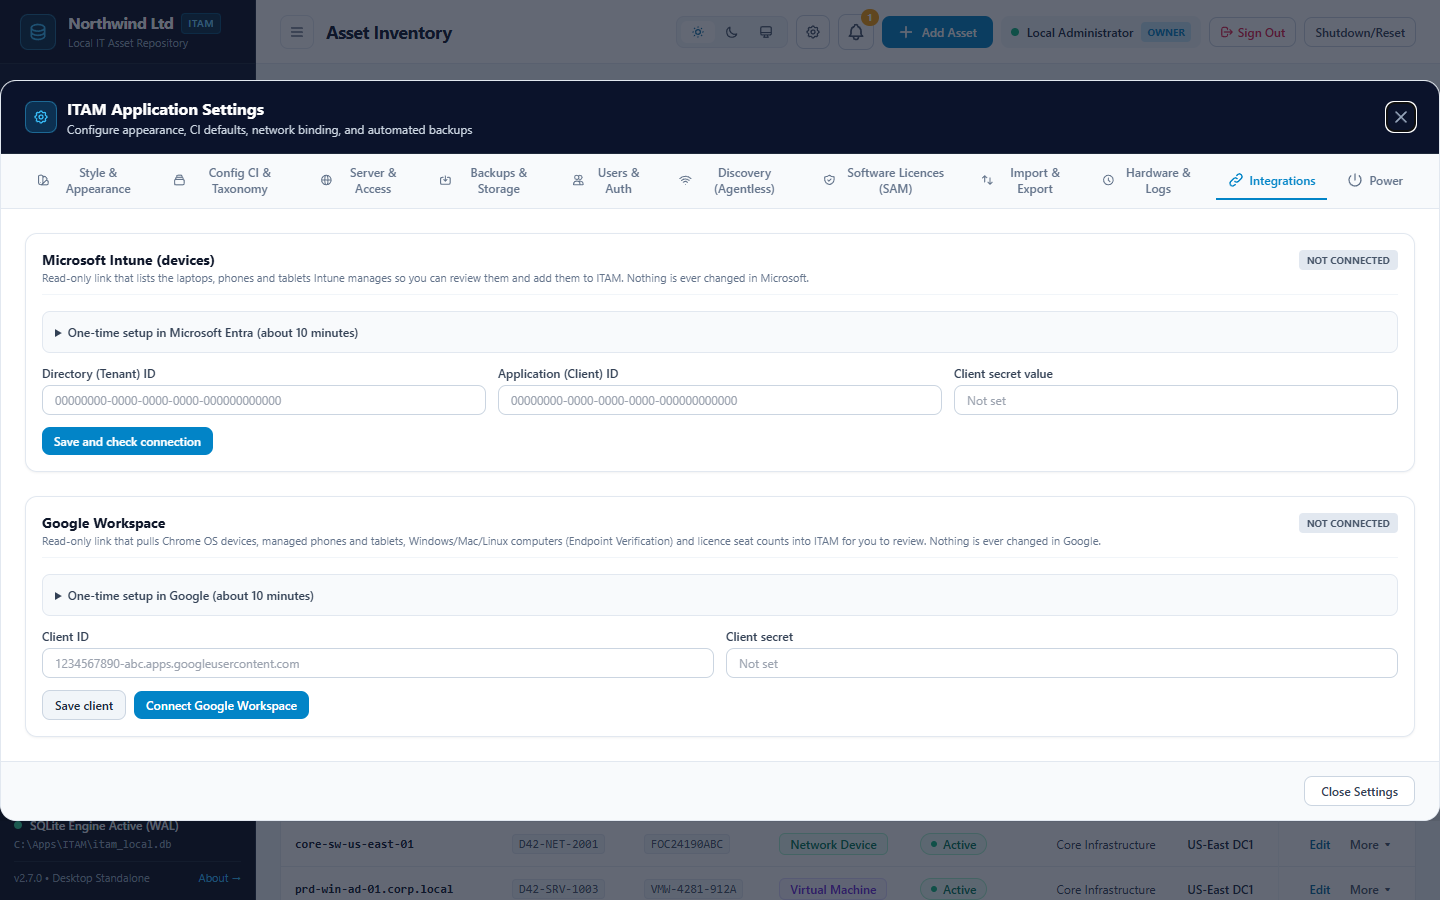 Northwind Ltd ITAM
Local IT Asset Repository
Asset Inventory
1
Add Asset
Local Administrator OWNER
Sign Out
Shutdown/Reset
ITAM Application Settings
Configure appearance, CI defaults, network binding, and automated backups
Style & Appearance
Config CI & Taxonomy
Server & Access
Backups & Storage
Users & Auth
Discovery (Agentless)
Software Licences (SAM)
Import & Export
Hardware & Logs
Integrations
Power
Microsoft Intune (devices)
NOT CONNECTED
Read-only link that lists the laptops, phones and tablets Intune manages so you can review them and add them to ITAM. Nothing is ever changed in Microsoft.
One-time setup in Microsoft Entra (about 10 minutes)
Directory (Tenant) ID
Application (Client) ID
Client secret value
00000000-0000-0000-0000-000000000000
00000000-0000-0000-0000-000000000000
Not set
Save and check connection
Google Workspace
NOT CONNECTED
Read-only link that pulls Chrome OS devices, managed phones and tablets, Windows/Mac/Linux computers (Endpoint Verification) and licence seat counts into ITAM for you to review. Nothing is ever changed in Google.
One-time setup in Google (about 10 minutes)
Client ID
Client secret
1234567890-abc.apps.googleusercontent.com
Not set
Save client
Connect Google Workspace
Close Settings
SQLite Engine Active (WAL)
C:\Apps\ITAM\itam_local.db
v2.7.0 • Desktop Standalone
About →
core-sw-us-east-01 D42-NET-2001 FOC24190ABC Network Device Active Core Infrastructure US-East DC1 Edit More
prd-win-ad-01.corp.local D42-SRV-1003 VMW-4281-912A Virtual Machine Active Core Infrastructure US-East DC1 Edit More